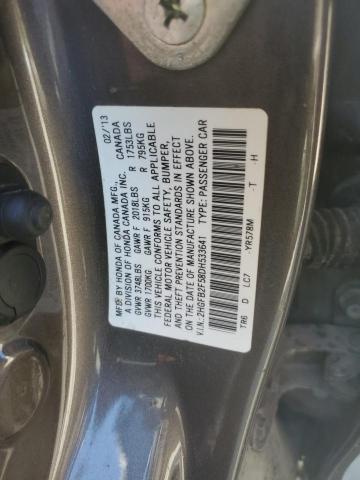 MFD. BY HONDA OF CANADA MFG., 02/'13
A DIVISION OF HONDA CANADA INC. CANADA
GVWR 3748LBS GAWR F 2018LBS R 1753LBS
GVWR 1700KG GAWR F 915KG R 795KG
THIS VEHICLE CONFORMS TO ALL APPLICABLE
FEDERAL MOTOR VEHICLE SAFETY, BUMPER,
AND THEFT PREVENTION STANDARDS IN EFFECT
ON THE DATE OF MANUFACTURE SHOWN ABOVE.
V.I.N.: 2HGFB2F58DH533641 TYPE: PASSENGER CAR
TR6 D LC7 -YR578M -T -H